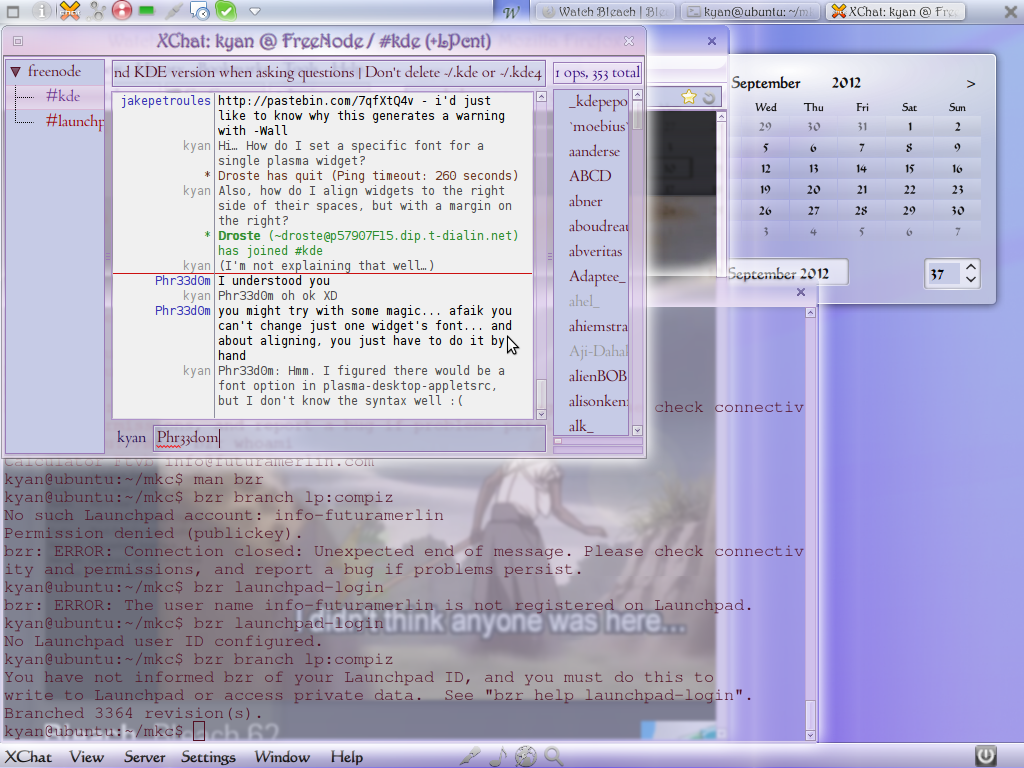 W
Watch Bleach | Blea
kyan@ubuntu: ~/mk
XChat: kyan @ Fre
XChat: kyan @ FreeNode / #kde (+LPcnt)
freenode
#kde
#launchp
nd KDE version when asking questions | Don't delete ~/.kde or ~/.kde4
1 ops, 353 total
jakepetroules http://pastebin.com/7qfXtQ4v - i'd just
like to know why this generates a warning
with -Wall
kyan Hi… How do I set a specific font for a
single plasma widget?
* Droste has quit (Ping timeout: 260 seconds)
kyan Also, how do I align widgets to the right
side of their spaces, but with a margin on
the right?
* Droste (~droste@p57907F15.dip.t-dialin.net)
has joined #kde
kyan (I'm not explaining that well…)
Phr33d0m I understood you
kyan Phr33d0m oh ok XD
Phr33d0m you might try with some magic... afaik you
can't change just one widget's font... and
about aligning, you just have to do it by
hand
kyan Phr33d0m: Hmm. I figured there would be a
font option in plasma-desktop-appletsrc,
but I don't know the syntax well :(
kyan Phr33dom
_kdepepo
`moebius`
aanderse
ABCD
abner
aboudreau
abveritas
Adaptee_
ahel_
ahiemstra
Aji-Dahak
alienBOB
alisonken
alk_
September 2012 >
Wed Thu Fri Sat Sun
29 30 31 1 2
5 6 7 8 9
12 13 14 15 16
19 20 21 22 23
26 27 28 29 30
3 4 5 6 7
September 2012
37
check connectiv
whoami
info@futuramerlin.com
kyan@ubuntu:~/mkc$ man bzr
kyan@ubuntu:~/mkc$ bzr branch lp:compiz
No such Launchpad account: info-futuramerlin
Permission denied (publickey).
bzr: ERROR: Connection closed: Unexpected end of message. Please check connectiv
ity and permissions, and report a bug if problems persist.
kyan@ubuntu:~/mkc$ bzr launchpad-login
bzr: ERROR: The user name info-futuramerlin is not registered on Launchpad.
kyan@ubuntu:~/mkc$ bzr launchpad-login
No Launchpad user ID configured.
kyan@ubuntu:~/mkc$ bzr branch lp:compiz
You have not informed bzr of your Launchpad ID, and you must do this to
write to Launchpad or access private data.  See "bzr help launchpad-login".
Branched 3364 revision(s).
kyan@ubuntu:~/mkc$
I didn't think anyone was here...
Bleach 62
XChat View Server Settings Window Help